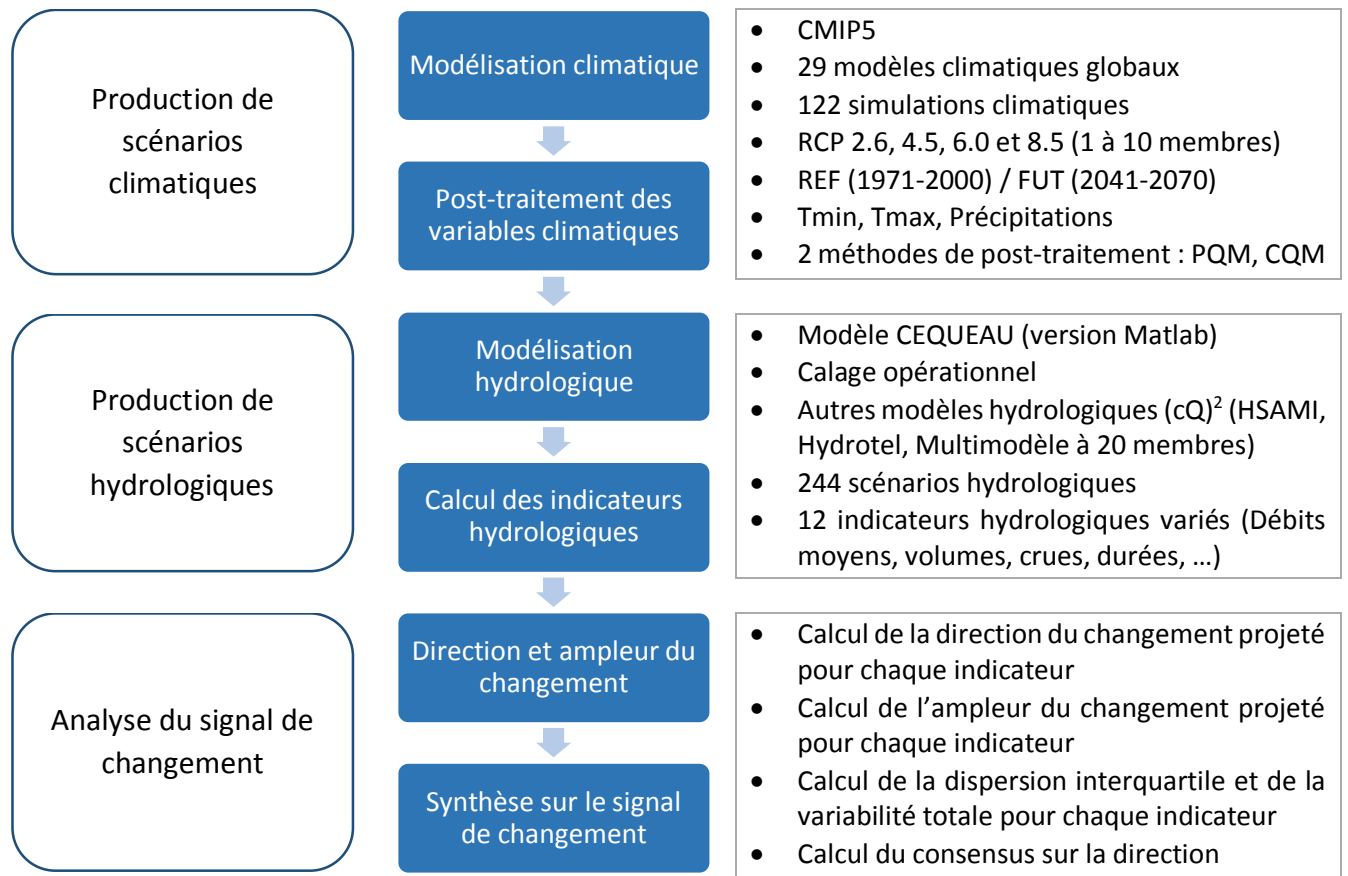 Production de
scénarios
climatiques
Modélisation climatique
Post-traitement des
variables climatiques
• CMIP5
• 29 modèles climatiques globaux
• 122 simulations climatiques
• RCP 2.6, 4.5, 6.0 et 8.5 (1 à 10 membres)
• REF (1971-2000) / FUT (2041-2070)
• Tmin, Tmax, Précipitations
• 2 méthodes de post-traitement : PQM, CQM
Production de
scénarios
hydrologiques
Modélisation
hydrologique
Calcul des indicateurs
hydrologiques
• Modèle CEQUEAU (version Matlab)
• Calage opérationnel
• Autres modèles hydrologiques (cQ)² (HSAMI,
Hydrotel, Multimodèle à 20 membres)
• 244 scénarios hydrologiques
• 12 indicateurs hydrologiques variés (Débits
moyens, volumes, crues, durées, …)
Analyse du signal de
changement
Direction et ampleur du
changement
Synthèse sur le signal
de changement
• Calcul de la direction du changement projeté
pour chaque indicateur
• Calcul de l’ampleur du changement projeté
pour chaque indicateur
• Calcul de la dispersion interquartile et de la
variabilité totale pour chaque indicateur
• Calcul du consensus sur la direction